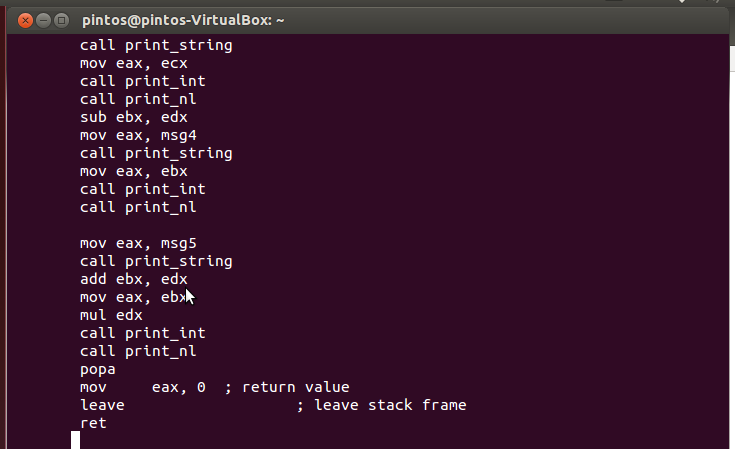 pintos@pintos-VirtualBox: ~
call print_string
mov eax, ecx
call print_int
call print_nl
sub ebx, edx
mov eax, msg4
call print_string
mov eax, ebx
call print_int
call print_nl
mov eax, msg5
call print_string
add ebx, edx
mov eax, ebx
mul edx
call print_int
call print_nl
popa
mov     eax, 0  ; return value
leave                   ; leave stack frame
ret